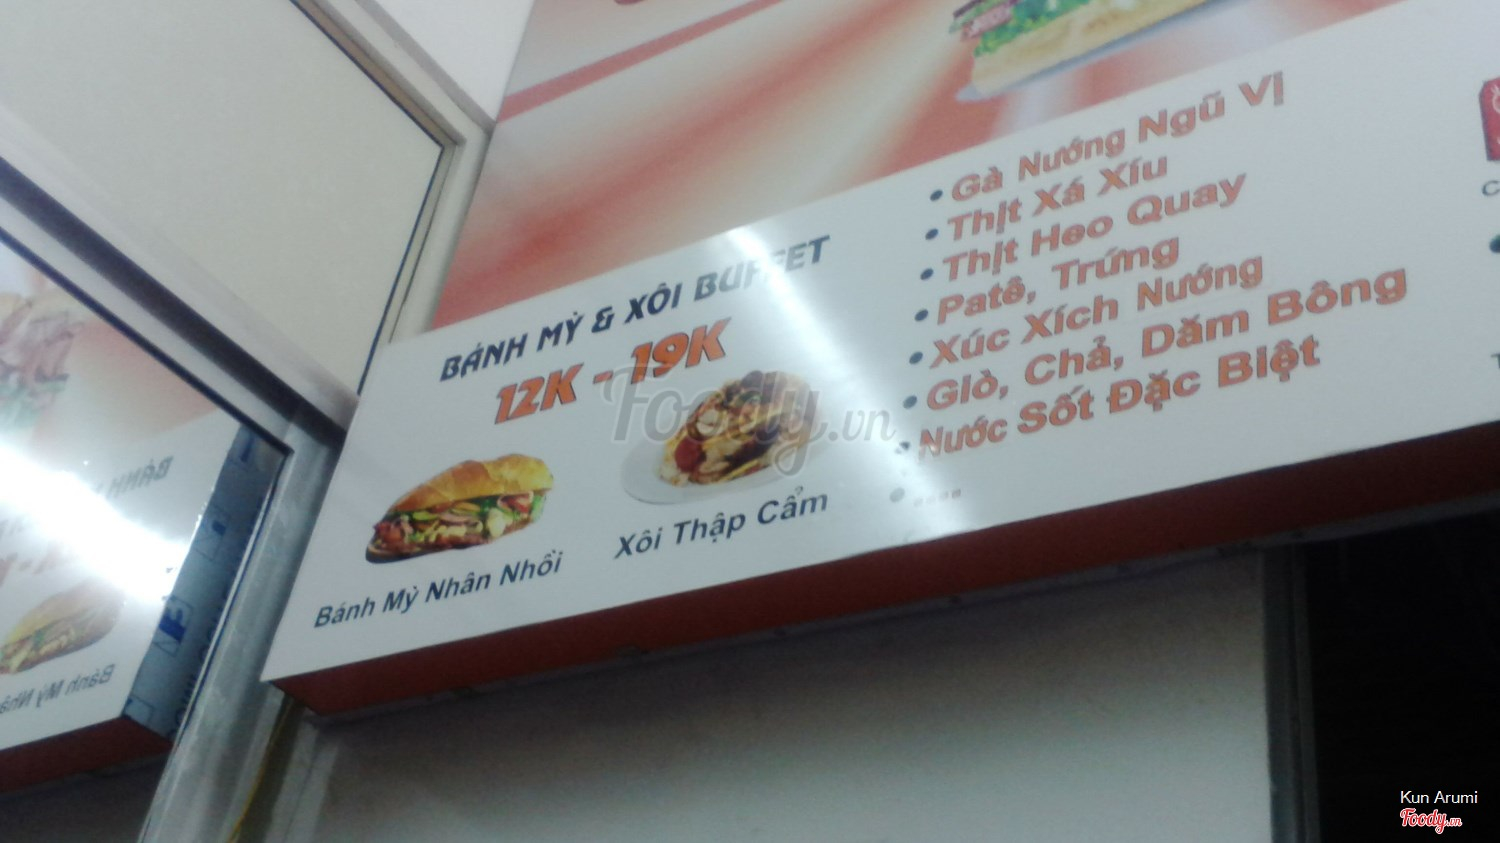 BÁNH MỲ & XÔI BUFFET
12K - 19K
Bánh Mỳ Nhân Nhồi
Xôi Thập Cẩm
• Gà Nướng Ngũ Vị
• Thịt Xá Xíu
• Thịt Heo Quay
• Patê, Trứng
• Xúc Xích Nướng
• Giò, Chả, Dăm Bông
• Nước Sốt Đặc Biệt
• ....
Foody.vn
Kun Arumi
Foody.vn